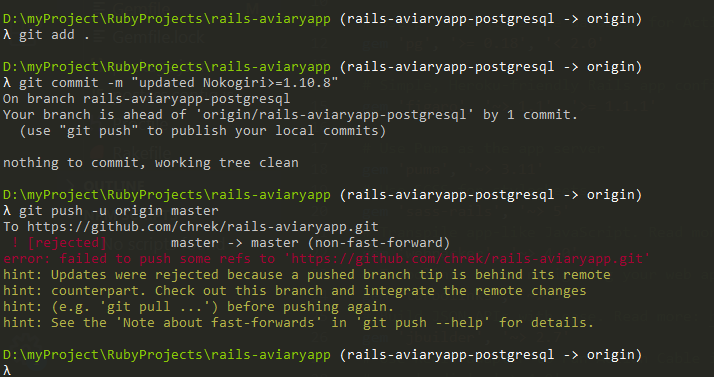 D:\myProject\RubyProjects\rails-aviaryapp (rails-aviaryapp-postgresql -> origin)
λ git add .
D:\myProject\RubyProjects\rails-aviaryapp (rails-aviaryapp-postgresql -> origin)
λ git commit -m "updated Nokogiri>=1.10.8"
On branch rails-aviaryapp-postgresql
Your branch is ahead of 'origin/rails-aviaryapp-postgresql' by 1 commit.
  (use "git push" to publish your local commits)
nothing to commit, working tree clean
D:\myProject\RubyProjects\rails-aviaryapp (rails-aviaryapp-postgresql -> origin)
λ git push -u origin master
To https://github.com/chrek/rails-aviaryapp.git
 ! [rejected]        master -> master (non-fast-forward)
error: failed to push some refs to 'https://github.com/chrek/rails-aviaryapp.git'
hint: Updates were rejected because a pushed branch tip is behind its remote
hint: counterpart. Check out this branch and integrate the remote changes
hint: (e.g. 'git pull ...') before pushing again.
hint: See the 'Note about fast-forwards' in 'git push --help' for details.
D:\myProject\RubyProjects\rails-aviaryapp (rails-aviaryapp-postgresql -> origin)
λ